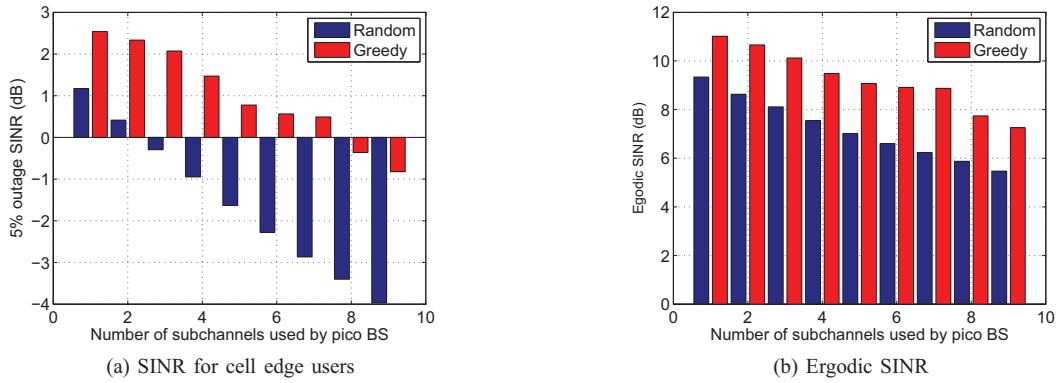 3
2
1
0
−1
−2
−3
−4
5% outage SINR (dB)
Random
Greedy
2
4
6
8
10
Number of subchannels used by pico BS
(a) SINR for cell edge users
12
10
8
6
4
2
0
Egodic SINR (dB)
Random
Greedy
2
4
6
8
10
Number of subchannels used by pico BS
(b) Ergodic SINR